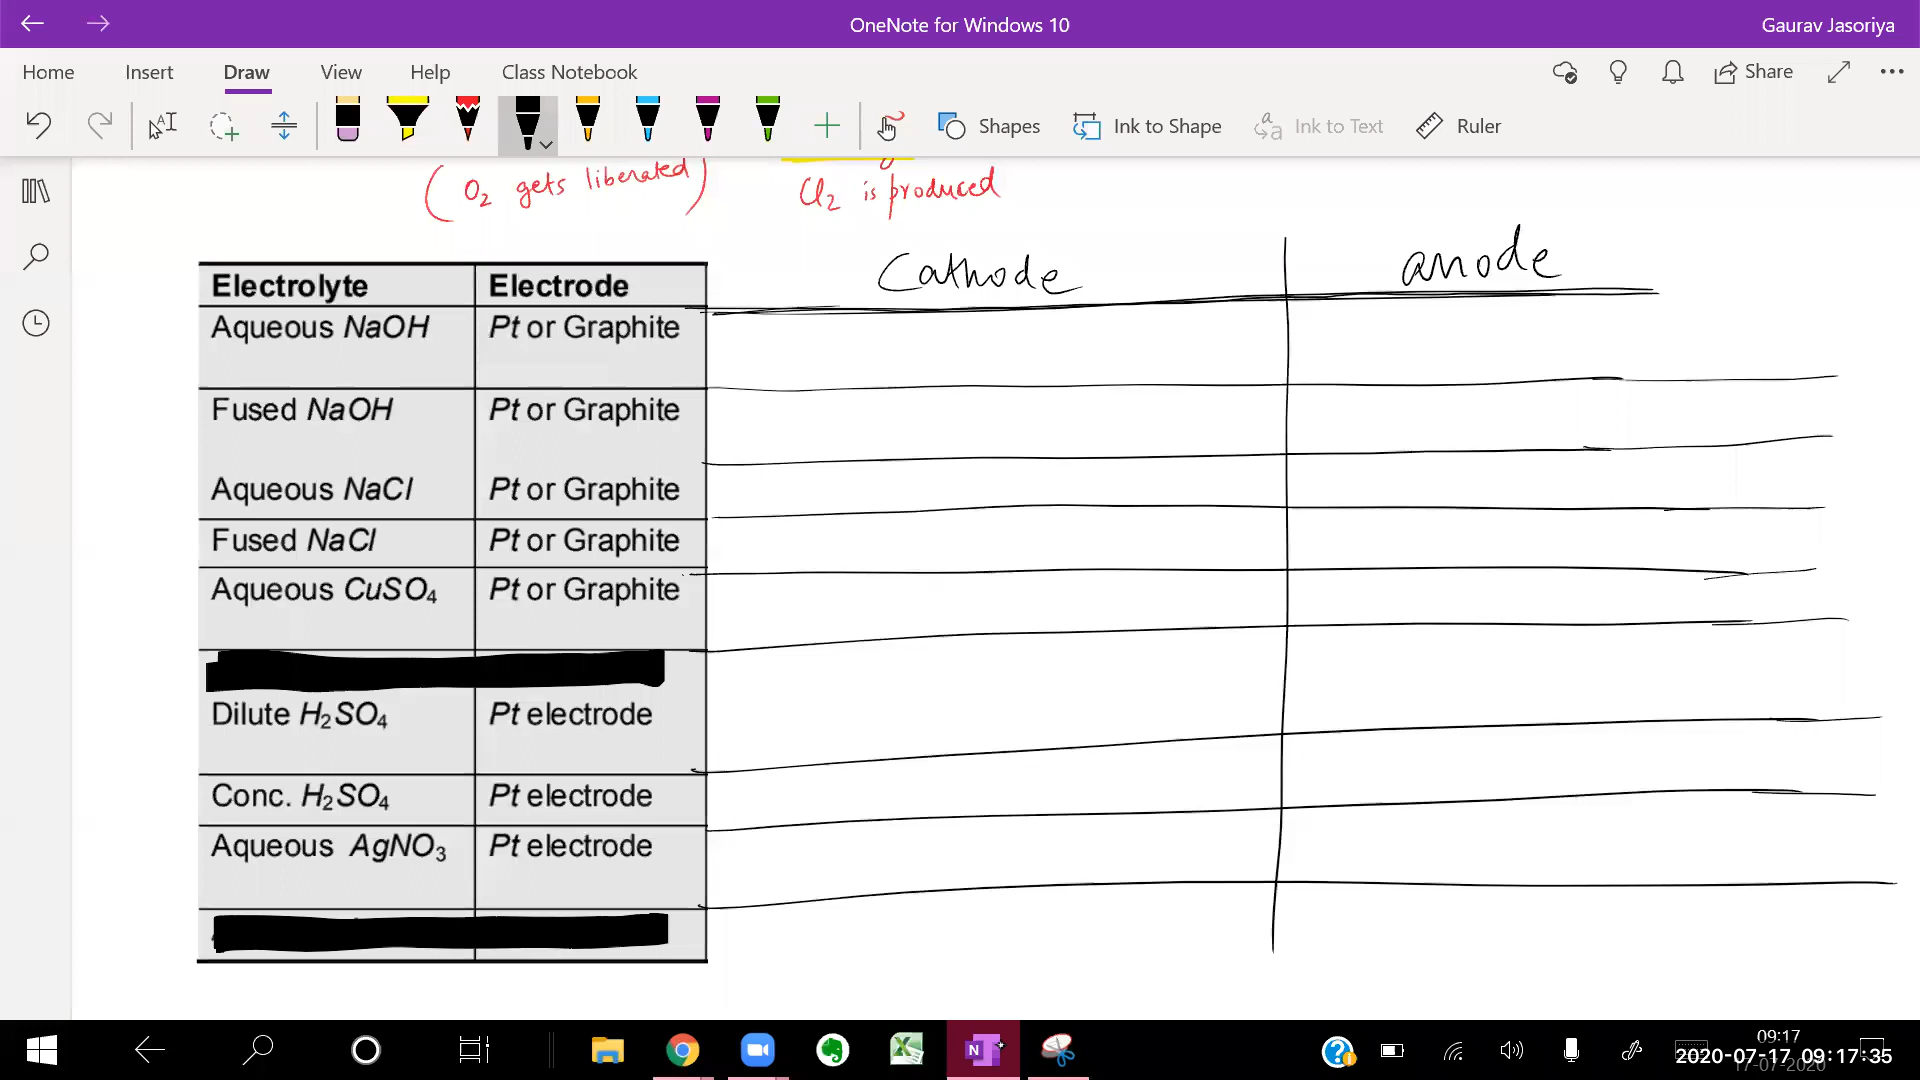 OneNote for Windows 10
Gaurav Jasoriya
Home Insert Draw View Help Class Notebook
Share
Shapes Ink to Shape Ink to Text Ruler
(O2 gets liberated) Cl2 is produced
Electrolyte Electrode Cathode anode
Aqueous NaOH Pt or Graphite
Fused NaOH Pt or Graphite
Aqueous NaCl Pt or Graphite
Fused NaCl Pt or Graphite
Aqueous CuSO4 Pt or Graphite
Dilute H2SO4 Pt electrode
Conc. H2SO4 Pt electrode
Aqueous AgNO3 Pt electrode
09:17
2020-07-17 09:17:35
17-07-2020